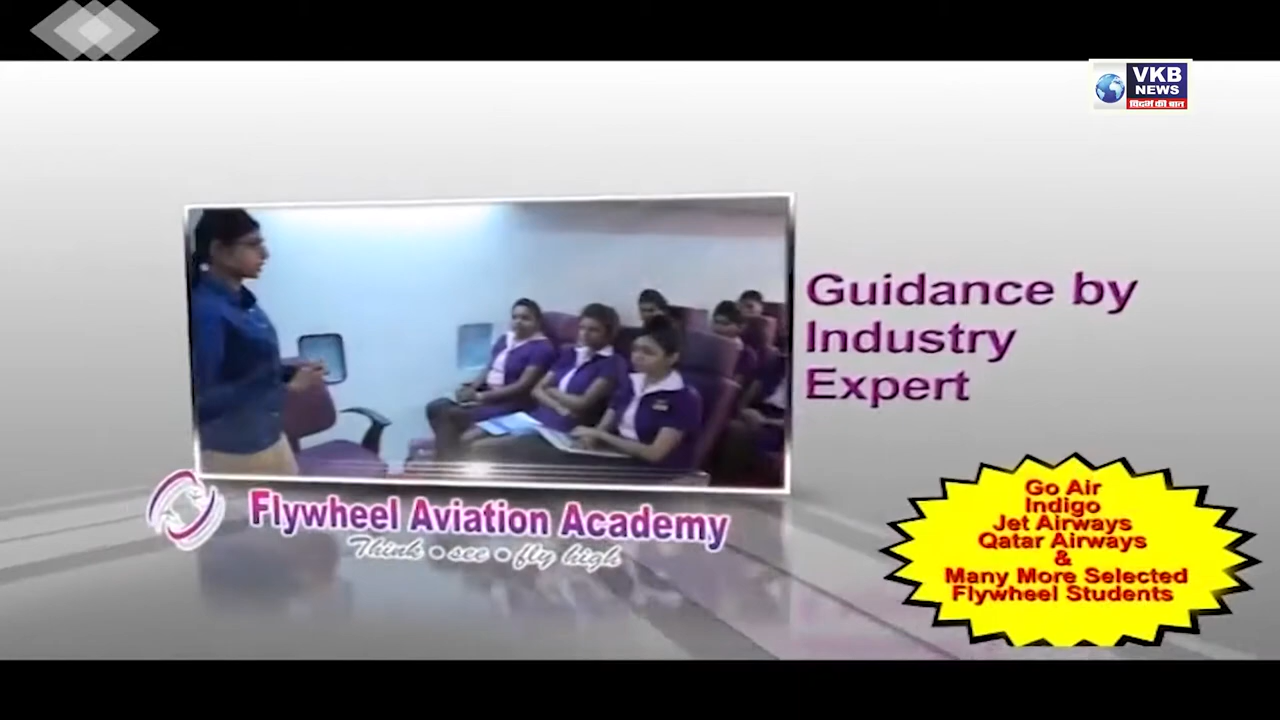 VKB
NEWS
विदर्भ की बात
Guidance by
Industry
Expert
Flywheel Aviation Academy
Think • see • fly high
Go Air
Indigo
Jet Airways
Qatar Airways
&
Many More Selected
Flywheel Students